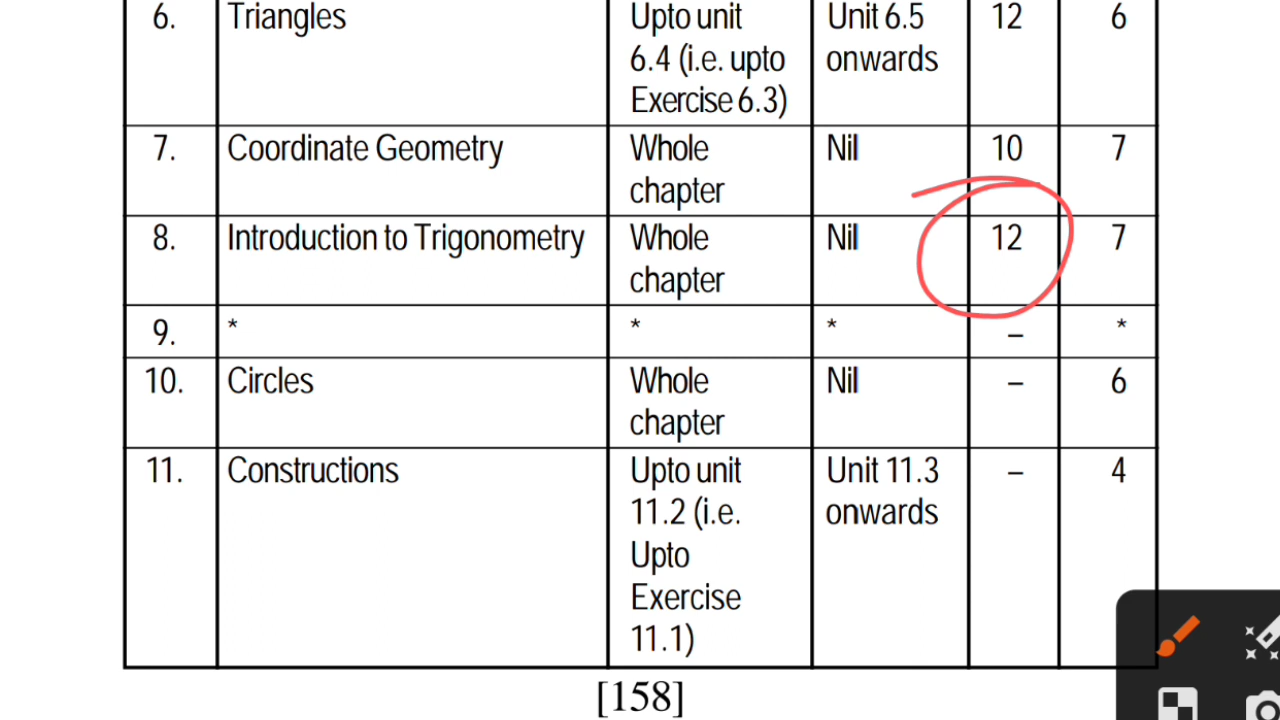 6. Triangles Upto unit Unit 6.5 12 6
6.4 (i.e. upto onwards
Exercise 6.3)
7. Coordinate Geometry Whole Nil 10 7
chapter
8. Introduction to Trigonometry Whole Nil 12 7
chapter
9. * * * – *
10. Circles Whole Nil – 6
chapter
11. Constructions Upto unit Unit 11.3 – 4
11.2 (i.e. onwards
Upto
Exercise
11.1)
[158]